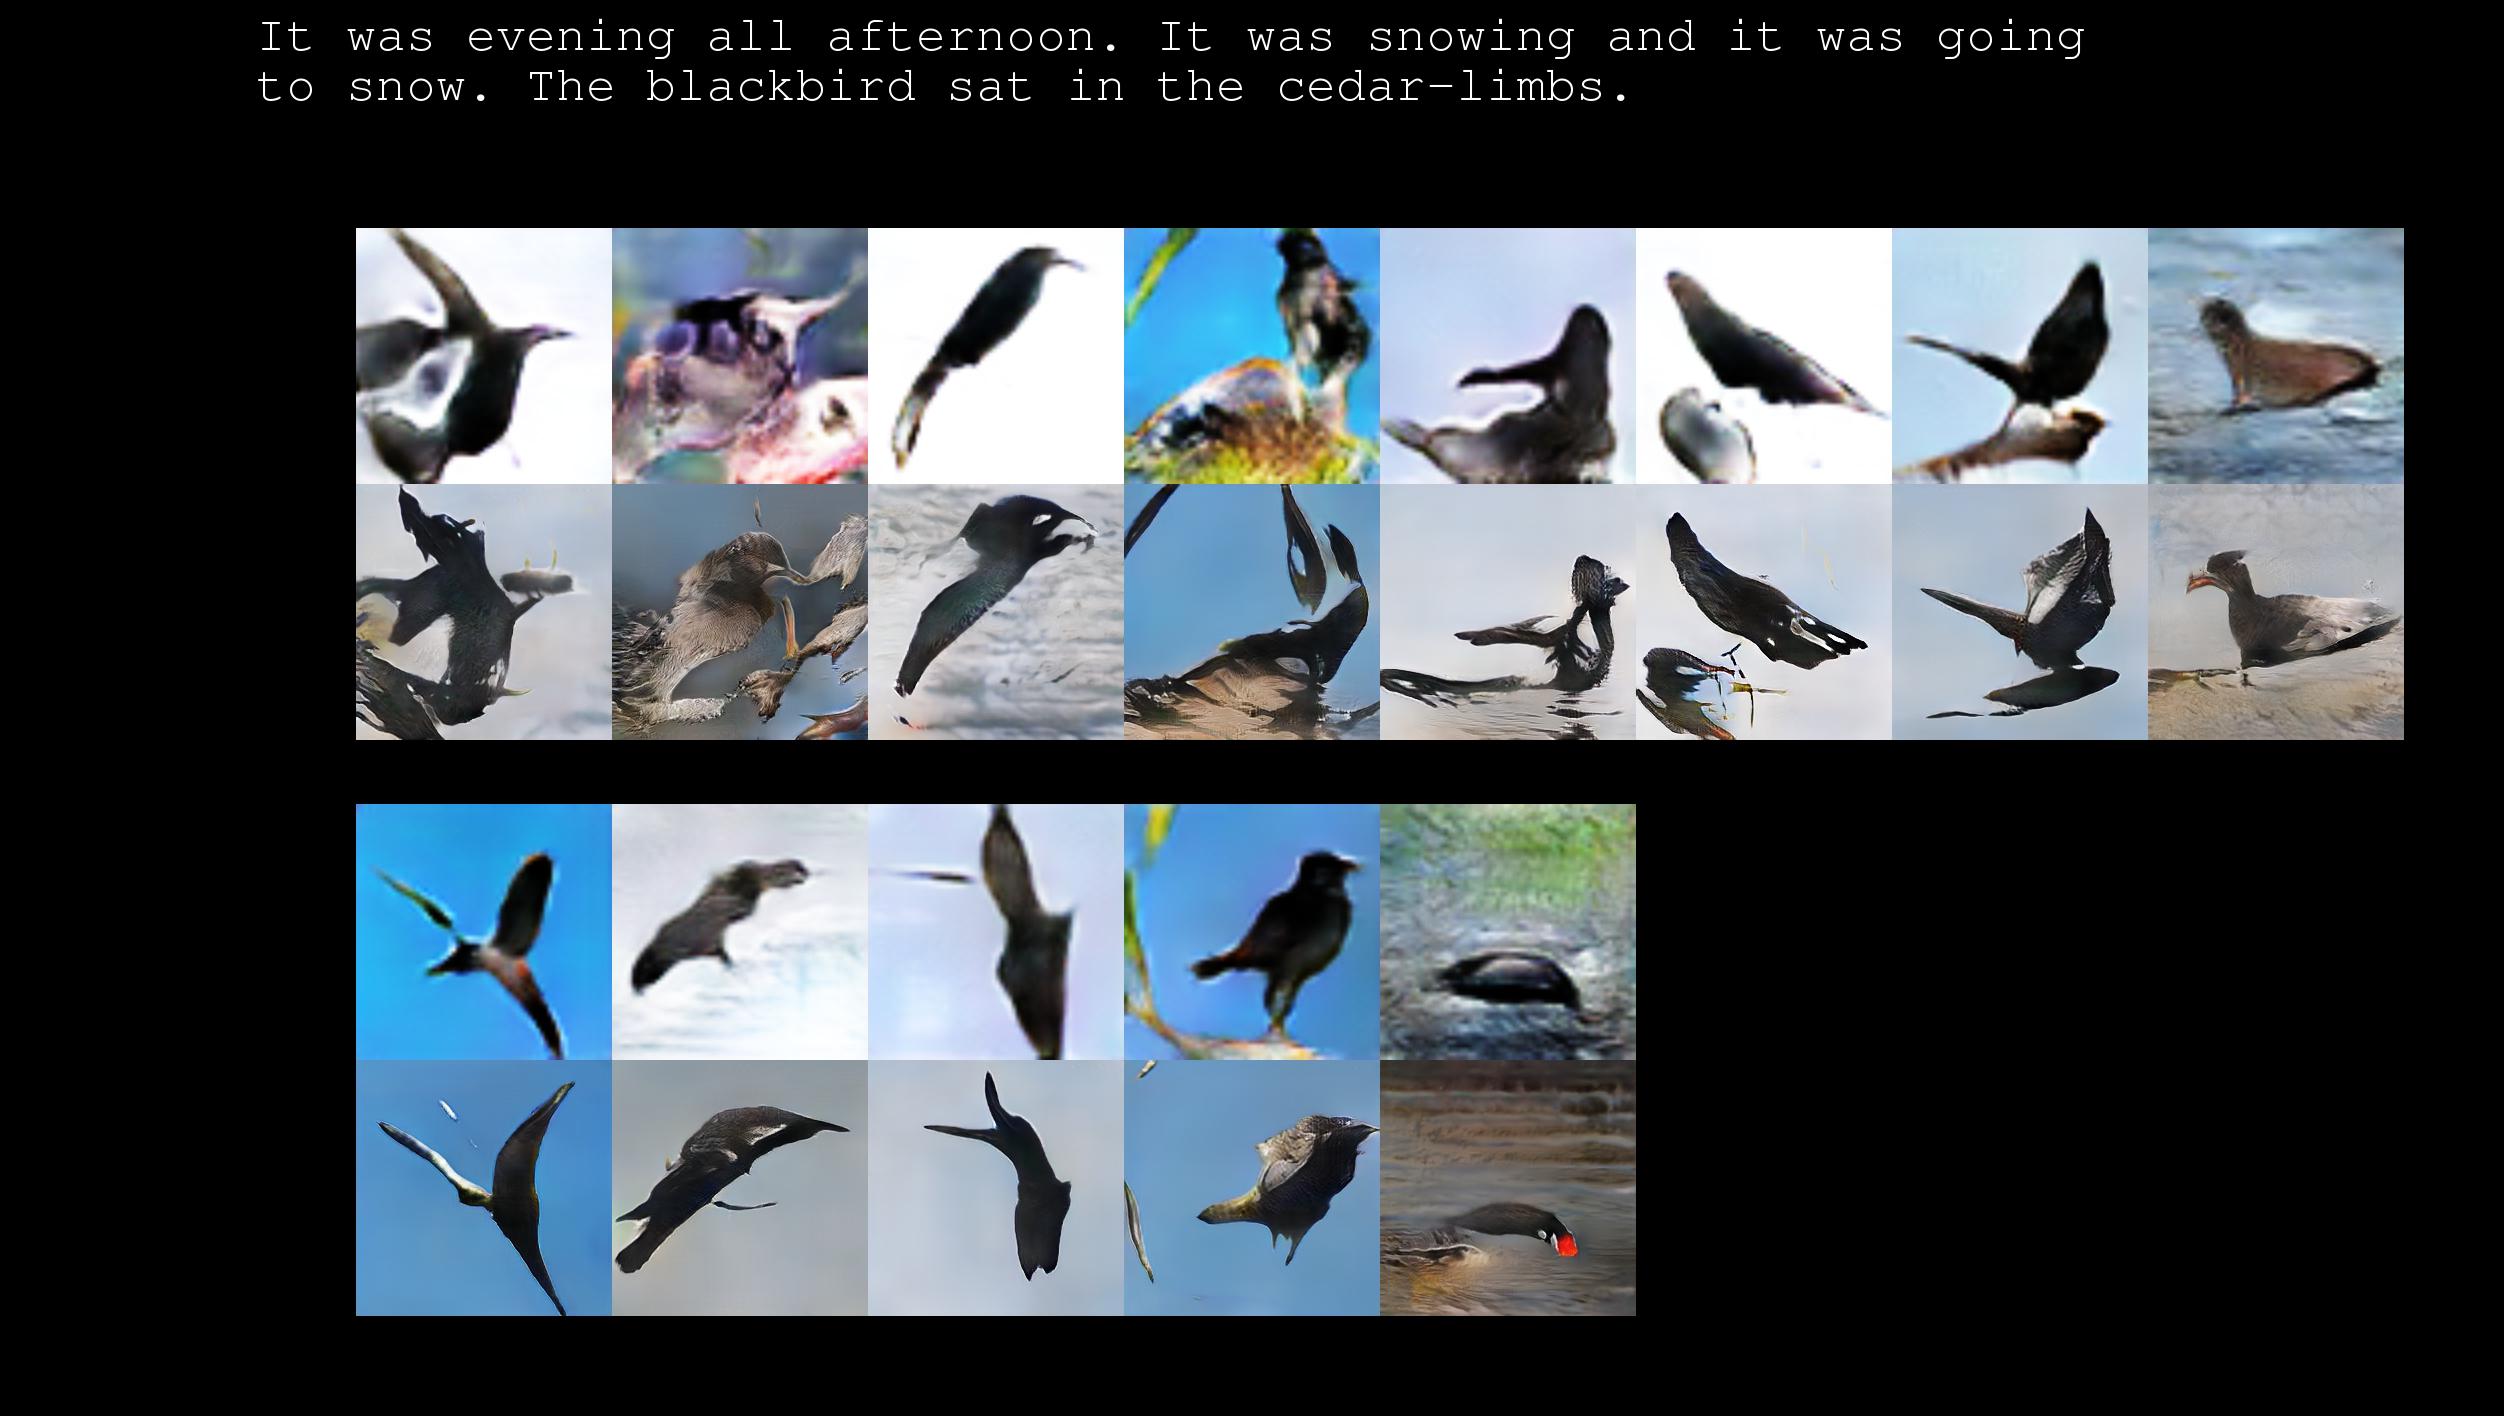 It was evening all afternoon. It was snowing and it was going
to snow. The blackbird sat in the cedar-limbs.